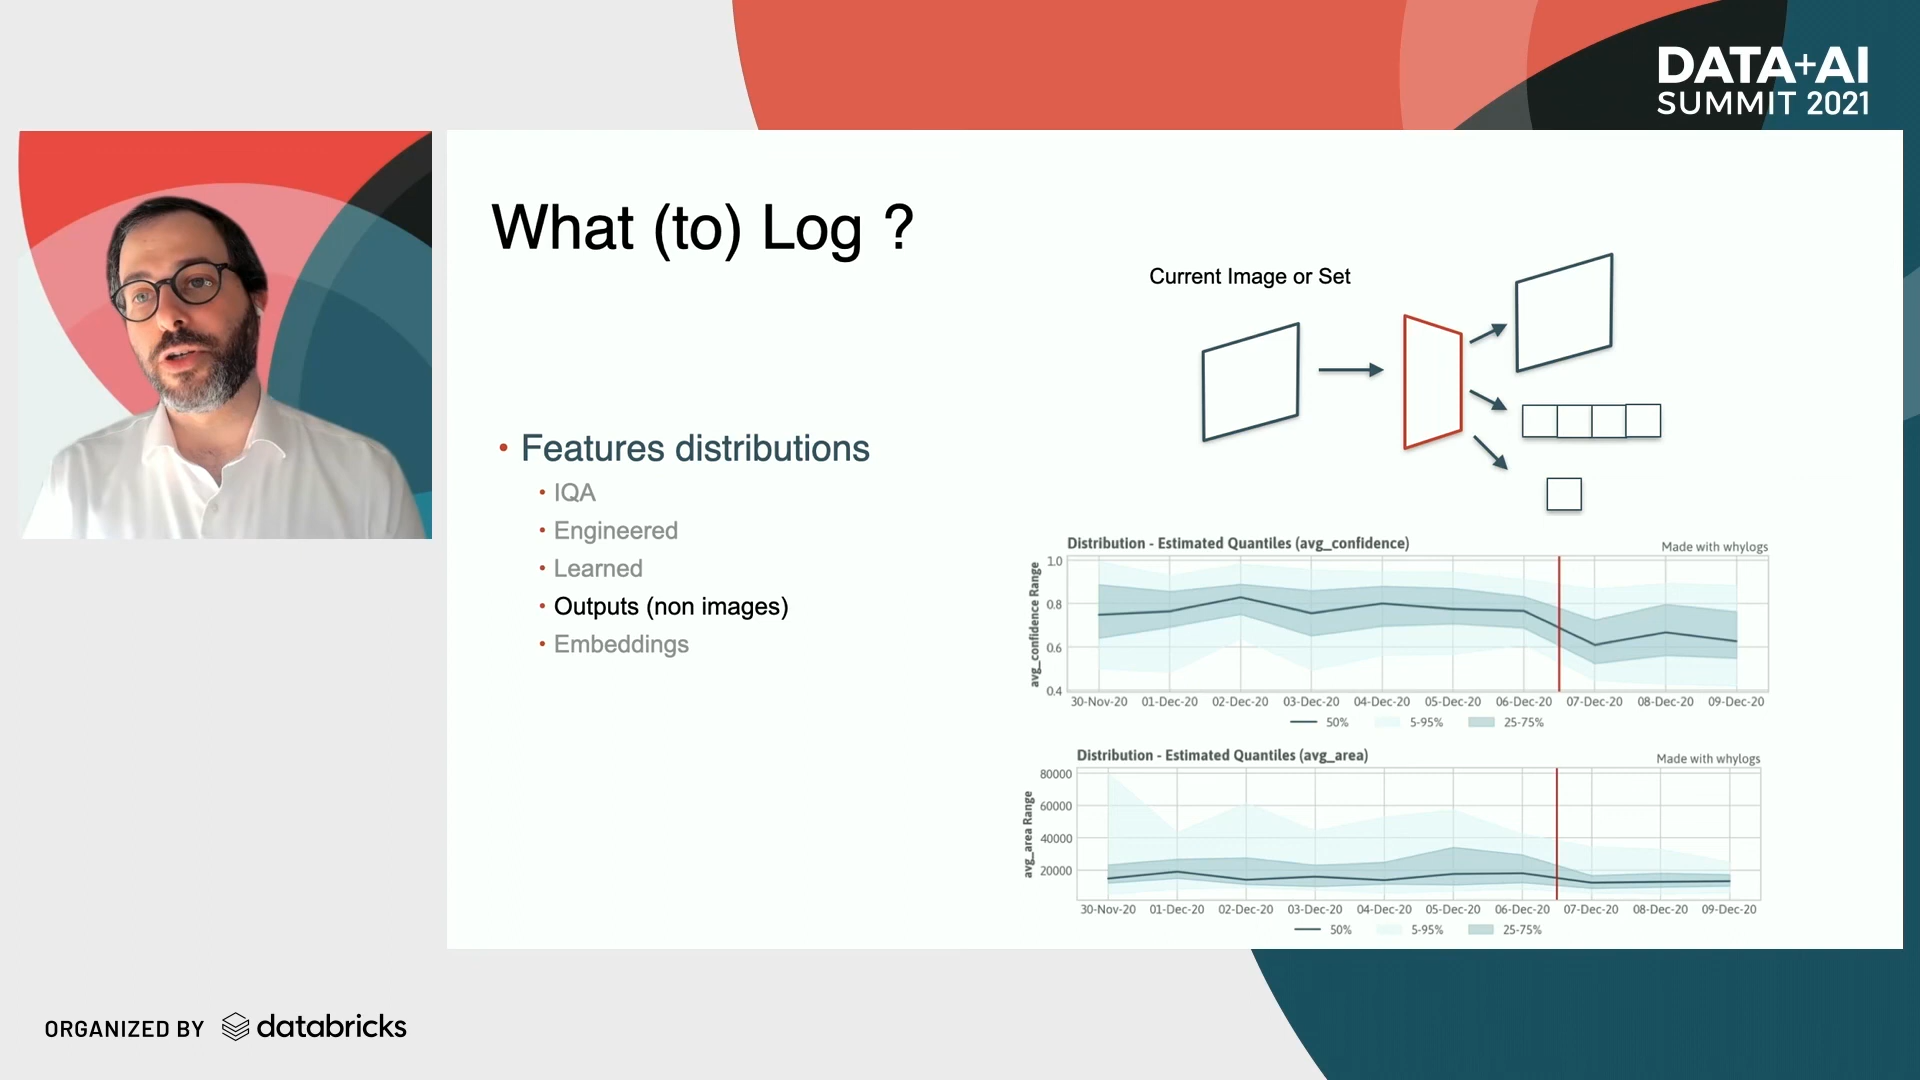 DATA+AI
SUMMIT 2021
What (to) Log ?
• Features distributions
• IQA
• Engineered
• Learned
• Outputs (non images)
• Embeddings
Current Image or Set
Distribution - Estimated Quantiles (avg_confidence)
Made with whylogs
avg_confidence Range
1.0
0.8
0.6
0.4
30-Nov-20 01-Dec-20 02-Dec-20 03-Dec-20 04-Dec-20 05-Dec-20 06-Dec-20 07-Dec-20 08-Dec-20 09-Dec-20
50% 5-95% 25-75%
Distribution - Estimated Quantiles (avg_area)
Made with whylogs
avg_area Range
80000
60000
40000
20000
30-Nov-20 01-Dec-20 02-Dec-20 03-Dec-20 04-Dec-20 05-Dec-20 06-Dec-20 07-Dec-20 08-Dec-20 09-Dec-20
50% 5-95% 25-75%
ORGANIZED BY databricks